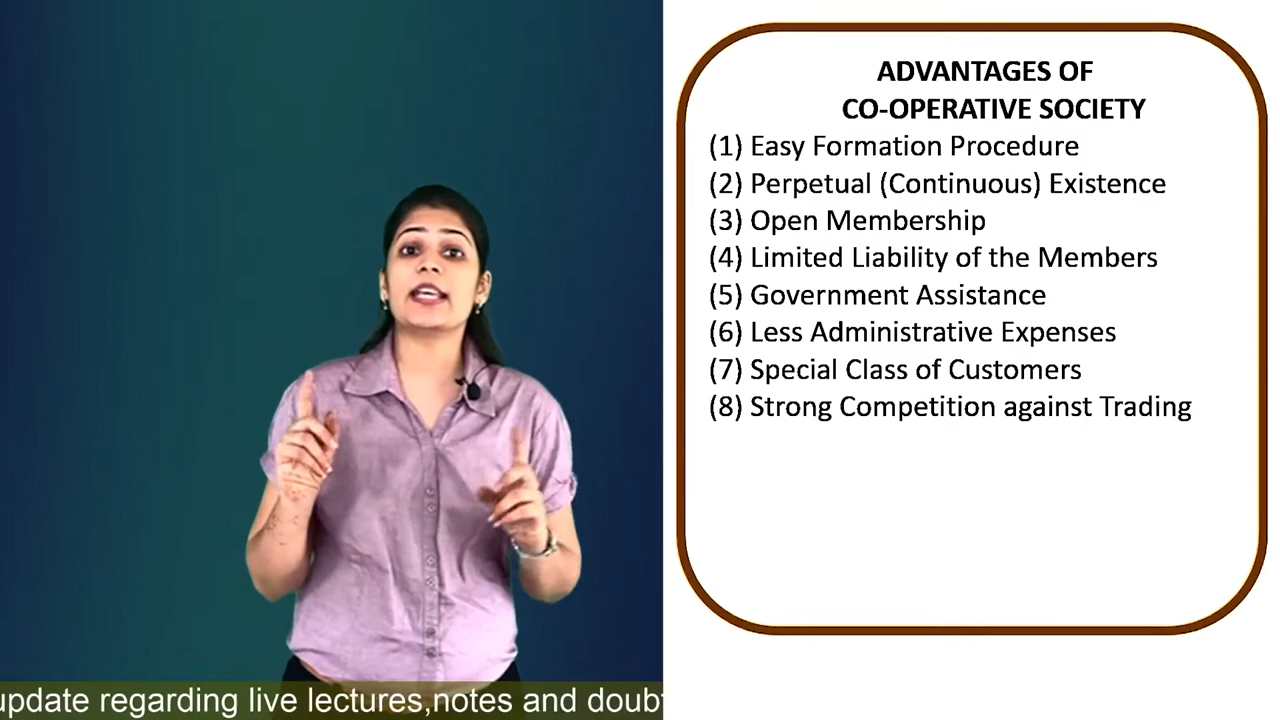 ADVANTAGES OF
CO-OPERATIVE SOCIETY
(1) Easy Formation Procedure
(2) Perpetual (Continuous) Existence
(3) Open Membership
(4) Limited Liability of the Members
(5) Government Assistance
(6) Less Administrative Expenses
(7) Special Class of Customers
(8) Strong Competition against Trading
update regarding live lectures,notes and doubt